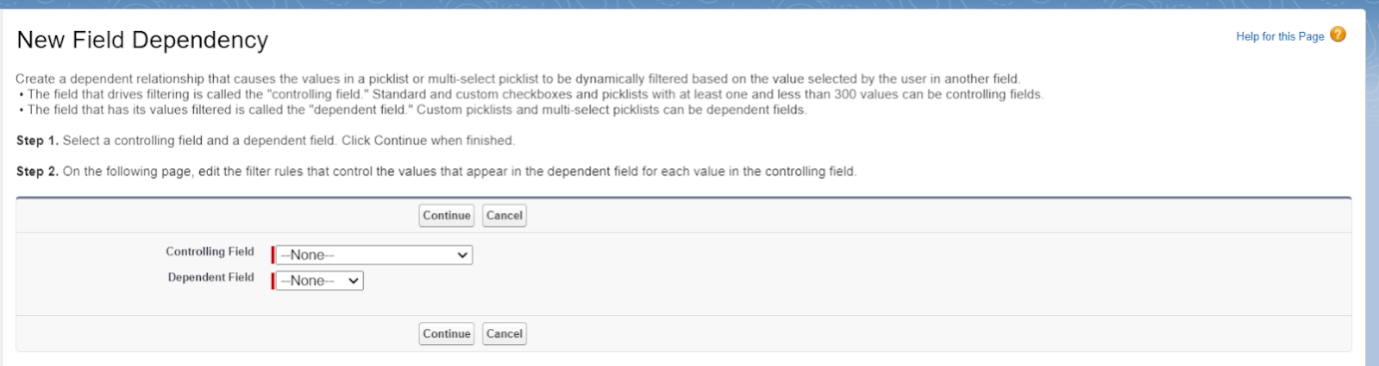 New Field Dependency
Help for this Page ?
Create a dependent relationship that causes the values in a picklist or multi-select picklist to be dynamically filtered based on the value selected by the user in another field.
• The field that drives filtering is called the "controlling field." Standard and custom checkboxes and picklists with at least one and less than 300 values can be controlling fields.
• The field that has its values filtered is called the "dependent field." Custom picklists and multi-select picklists can be dependent fields.
Step 1. Select a controlling field and a dependent field. Click Continue when finished.
Step 2. On the following page, edit the filter rules that control the values that appear in the dependent field for each value in the controlling field.
Continue Cancel
Controlling Field --None--
Dependent Field --None--
Continue Cancel